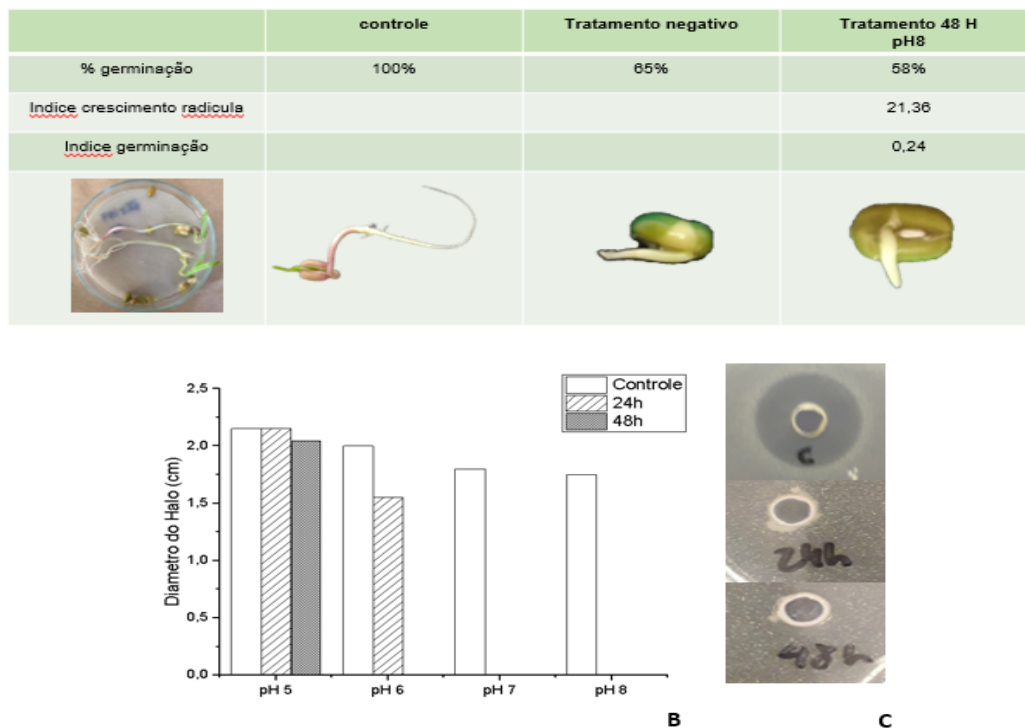 controle Tratamento negativo Tratamento 48 H
pH8
% germinação 100% 65% 58%
Indice crescimento radicula 21,36
Indice germinação 0,24
2,5
2,0
1,5
1,0
0,5
0,0
Diametro do Halo (cm)
Controle
24h
48h
pH 5 pH 6 pH 7 pH 8
C
24h
48h
B C